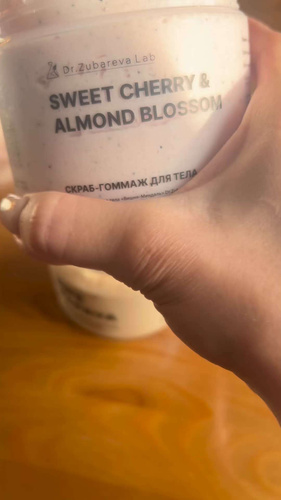 Dr.Zubareva Lab
SWEET CHERRY &
ALMOND BLOSSOM
СКРАБ-ГОММАЖ ДЛЯ ТЕЛА